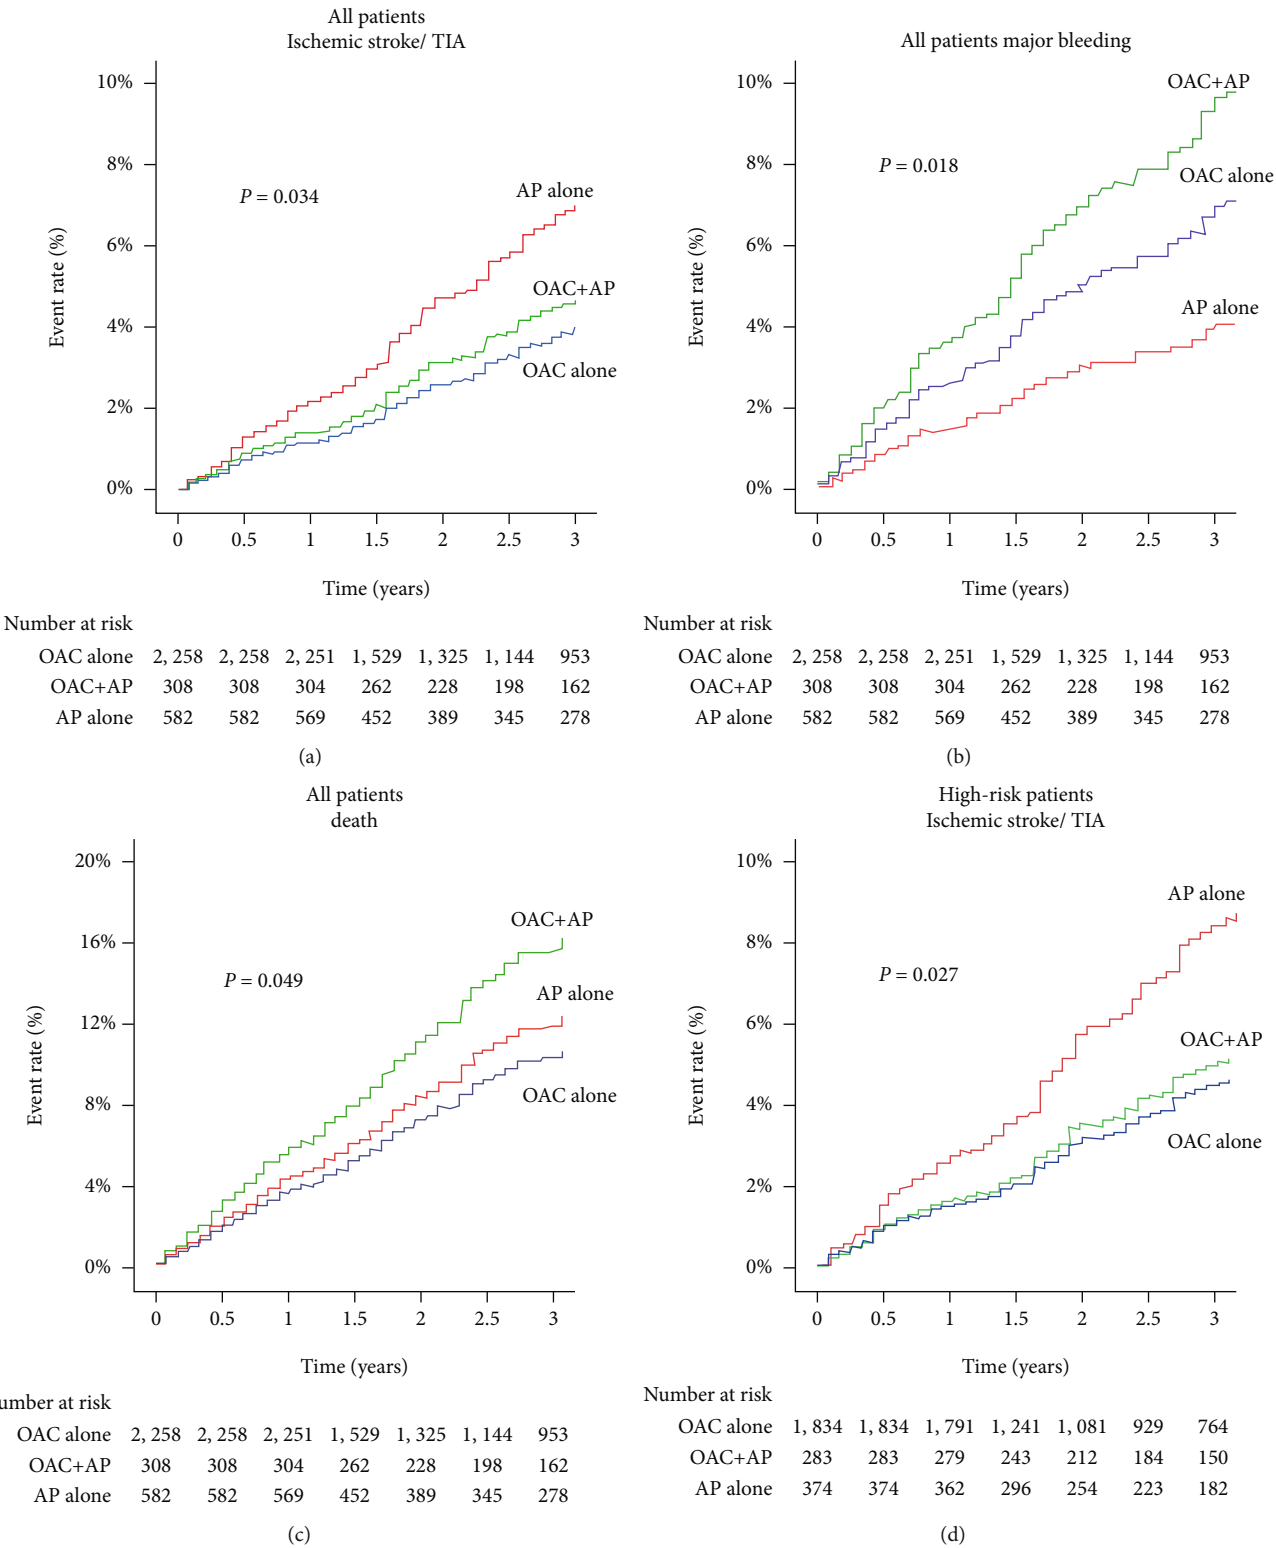 All patients
Ischemic stroke/ TIA
10%
8%
6%
4%
2%
0%
Event rate (%)
P = 0.034
AP alone
OAC+AP
OAC alone
0 0.5 1 1.5 2 2.5 3
Time (years)
Number at risk
OAC alone 2, 258 2, 258 2, 251 1, 529 1, 325 1, 144 953
OAC+AP 308 308 304 262 228 198 162
AP alone 582 582 569 452 389 345 278
(a)
All patients major bleeding
10%
8%
6%
4%
2%
0%
Event rate (%)
P = 0.018
OAC+AP
OAC alone
AP alone
0 0.5 1 1.5 2 2.5 3
Time (years)
Number at risk
OAC alone 2, 258 2, 258 2, 251 1, 529 1, 325 1, 144 953
OAC+AP 308 308 304 262 228 198 162
AP alone 582 582 569 452 389 345 278
(b)
All patients
death
20%
16%
12%
8%
4%
0%
Event rate (%)
P = 0.049
OAC+AP
AP alone
OAC alone
0 0.5 1 1.5 2 2.5 3
Time (years)
umber at risk
OAC alone 2, 258 2, 258 2, 251 1, 529 1, 325 1, 144 953
OAC+AP 308 308 304 262 228 198 162
AP alone 582 582 569 452 389 345 278
(c)
High-risk patients
Ischemic stroke/ TIA
10%
8%
6%
4%
2%
0%
Event rate (%)
P = 0.027
AP alone
OAC+AP
OAC alone
0 0.5 1 1.5 2 2.5 3
Time (years)
Number at risk
OAC alone 1, 834 1, 834 1, 791 1, 241 1, 081 929 764
OAC+AP 283 283 279 243 212 184 150
AP alone 374 374 362 296 254 223 182
(d)